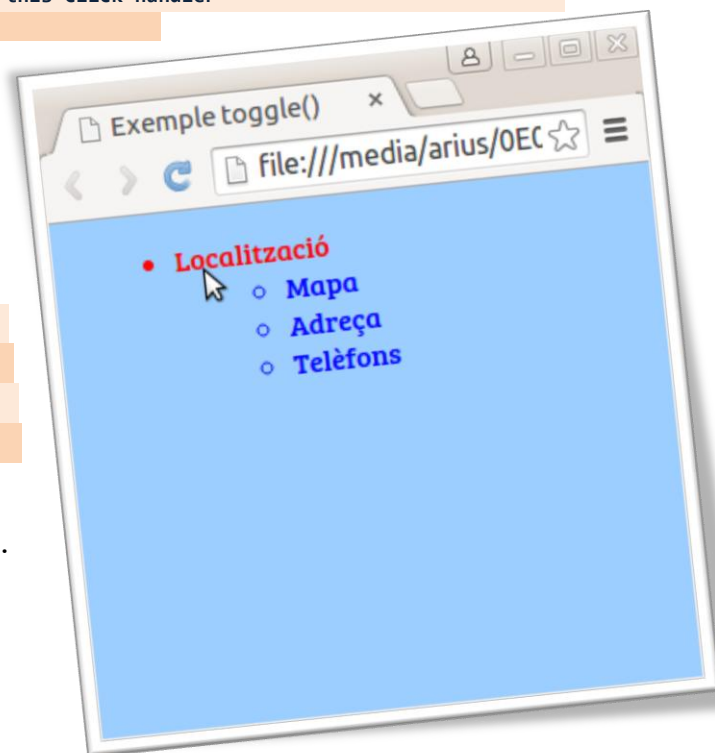 Exemple toggle()
file:///media/arius/0EC
Localització
Mapa
Adreça
Telèfons